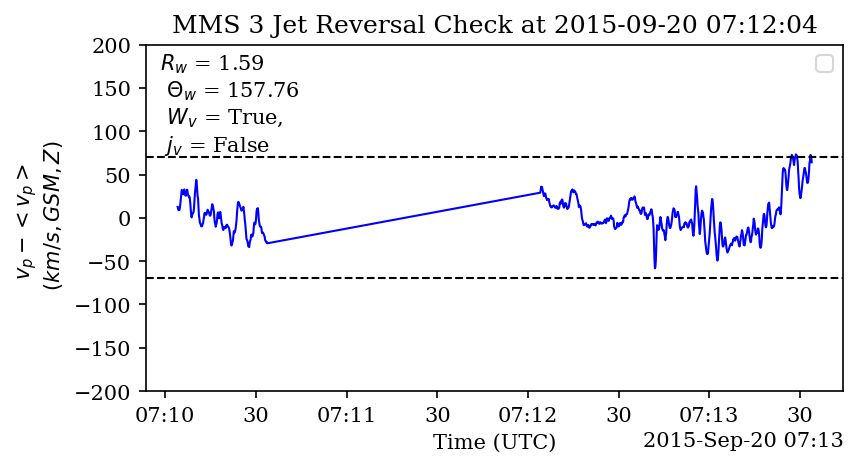 MMS 3 Jet Reversal Check at 2015-09-20 07:12:04
R_w = 1.59
Θ_w = 157.76
W_v = True,
j_v = False
v_p − < v_p >
(km/s, GSM, Z)
200
150
100
50
0
−50
−100
−150
−200
07:10 30 07:11 30 07:12 30 07:13 30
Time (UTC)
2015-Sep-20 07:13